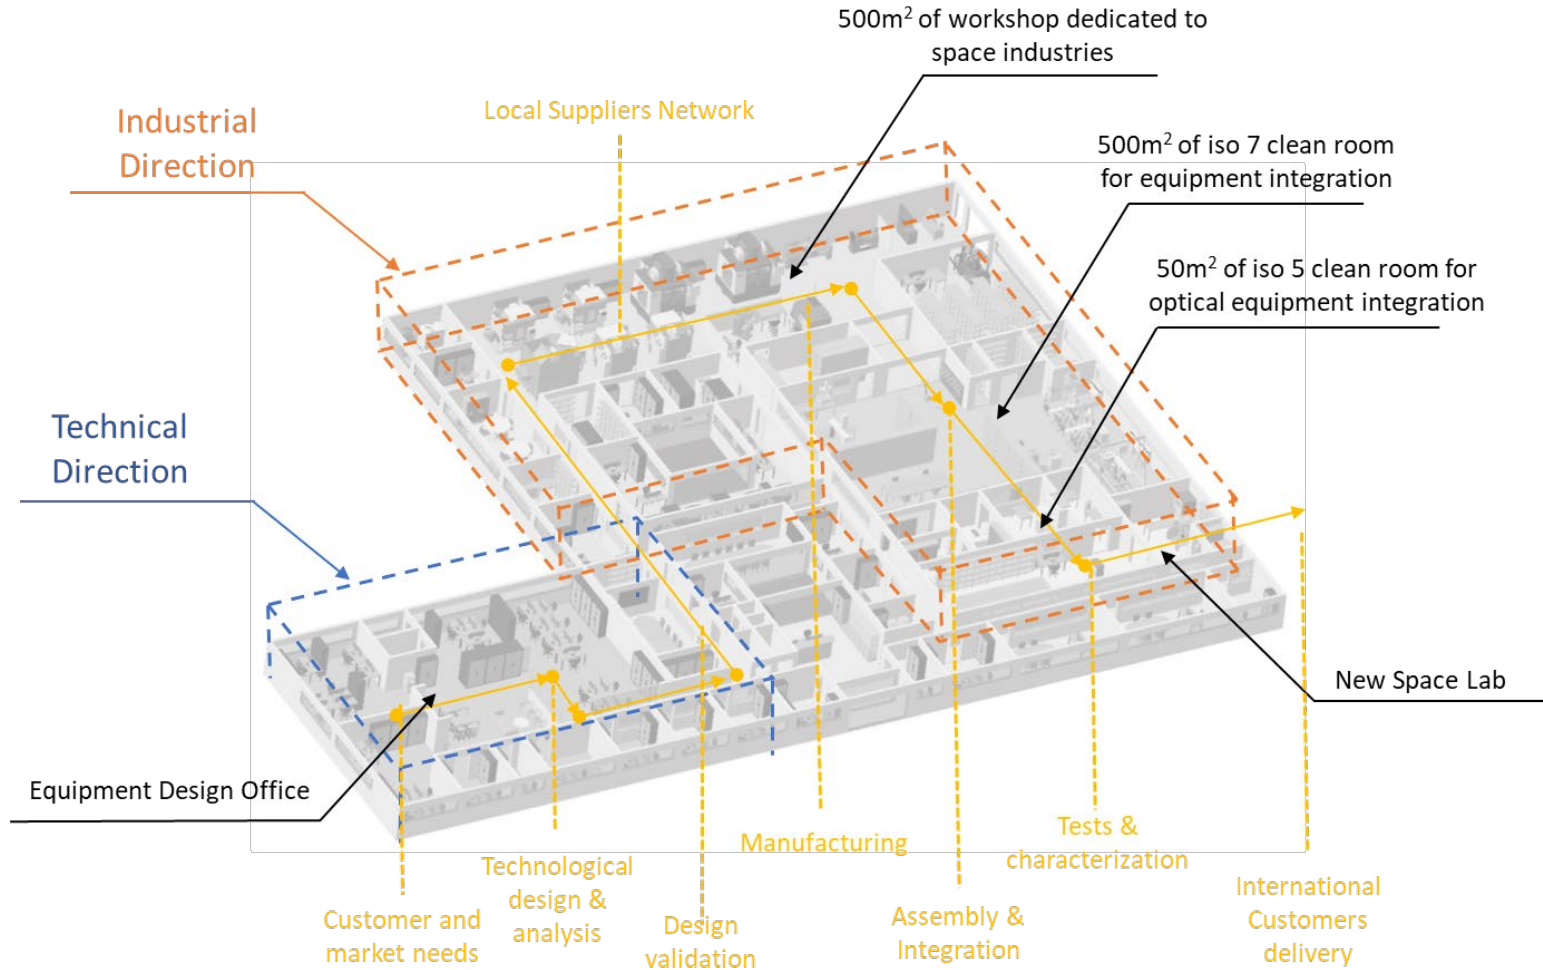 500m² of workshop dedicated to
space industries
Local Suppliers Network
Industrial
Direction
500m² of iso 7 clean room
for equipment integration
50m² of iso 5 clean room for
optical equipment integration
Technical
Direction
New Space Lab
Equipment Design Office
Manufacturing
Tests &
characterization
Technological
design &
analysis
International
Customers
delivery
Customer and
market needs
Design
validation
Assembly &
Integration